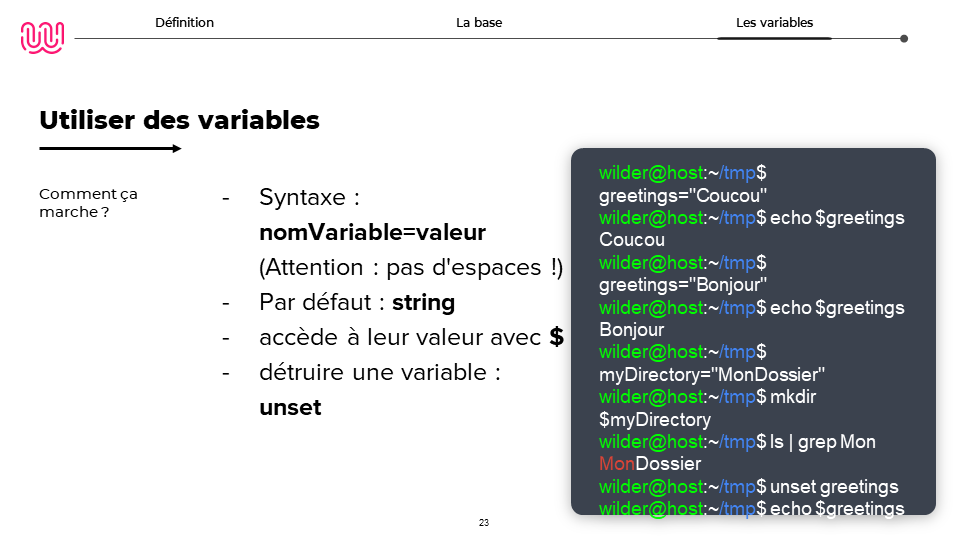 Définition
La base
Les variables
Utiliser des variables
Comment ça
marche ?
- Syntaxe :
nomVariable=valeur
(Attention : pas d'espaces !)
- Par défaut : string
- accède à leur valeur avec $
- détruire une variable :
unset
wilder@host:~/tmp$
greetings="Coucou"
wilder@host:~/tmp$ echo $greetings
Coucou
wilder@host:~/tmp$
greetings="Bonjour"
wilder@host:~/tmp$ echo $greetings
Bonjour
wilder@host:~/tmp$
myDirectory="MonDossier"
wilder@host:~/tmp$ mkdir
$myDirectory
wilder@host:~/tmp$ ls | grep Mon
MonDossier
wilder@host:~/tmp$ unset greetings
wilder@host:~/tmp$ echo $greetings
23